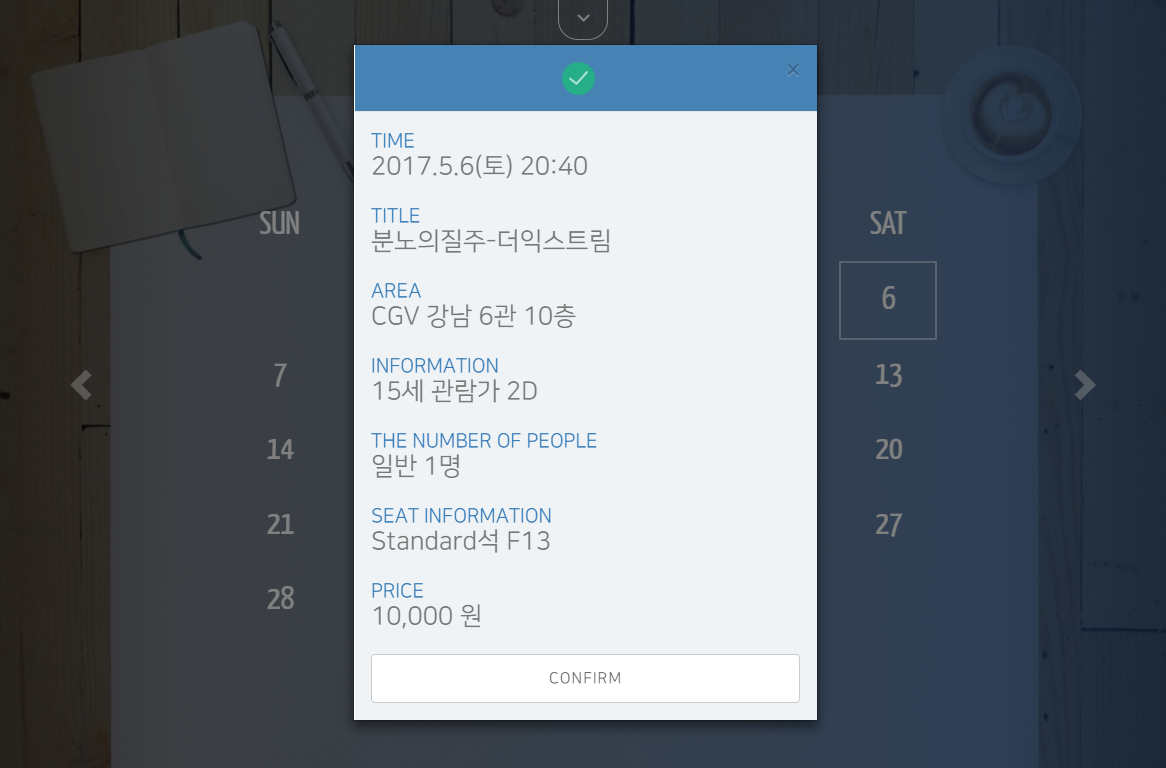 ×
TIME
2017.5.6(토) 20:40
TITLE
분노의질주-더익스트림
AREA
CGV 강남 6관 10층
INFORMATION
15세 관람가 2D
THE NUMBER OF PEOPLE
일반 1명
SEAT INFORMATION
Standard석 F13
PRICE
10,000 원
CONFIRM
SUN SAT
6
7 13
14 20
21 27
28